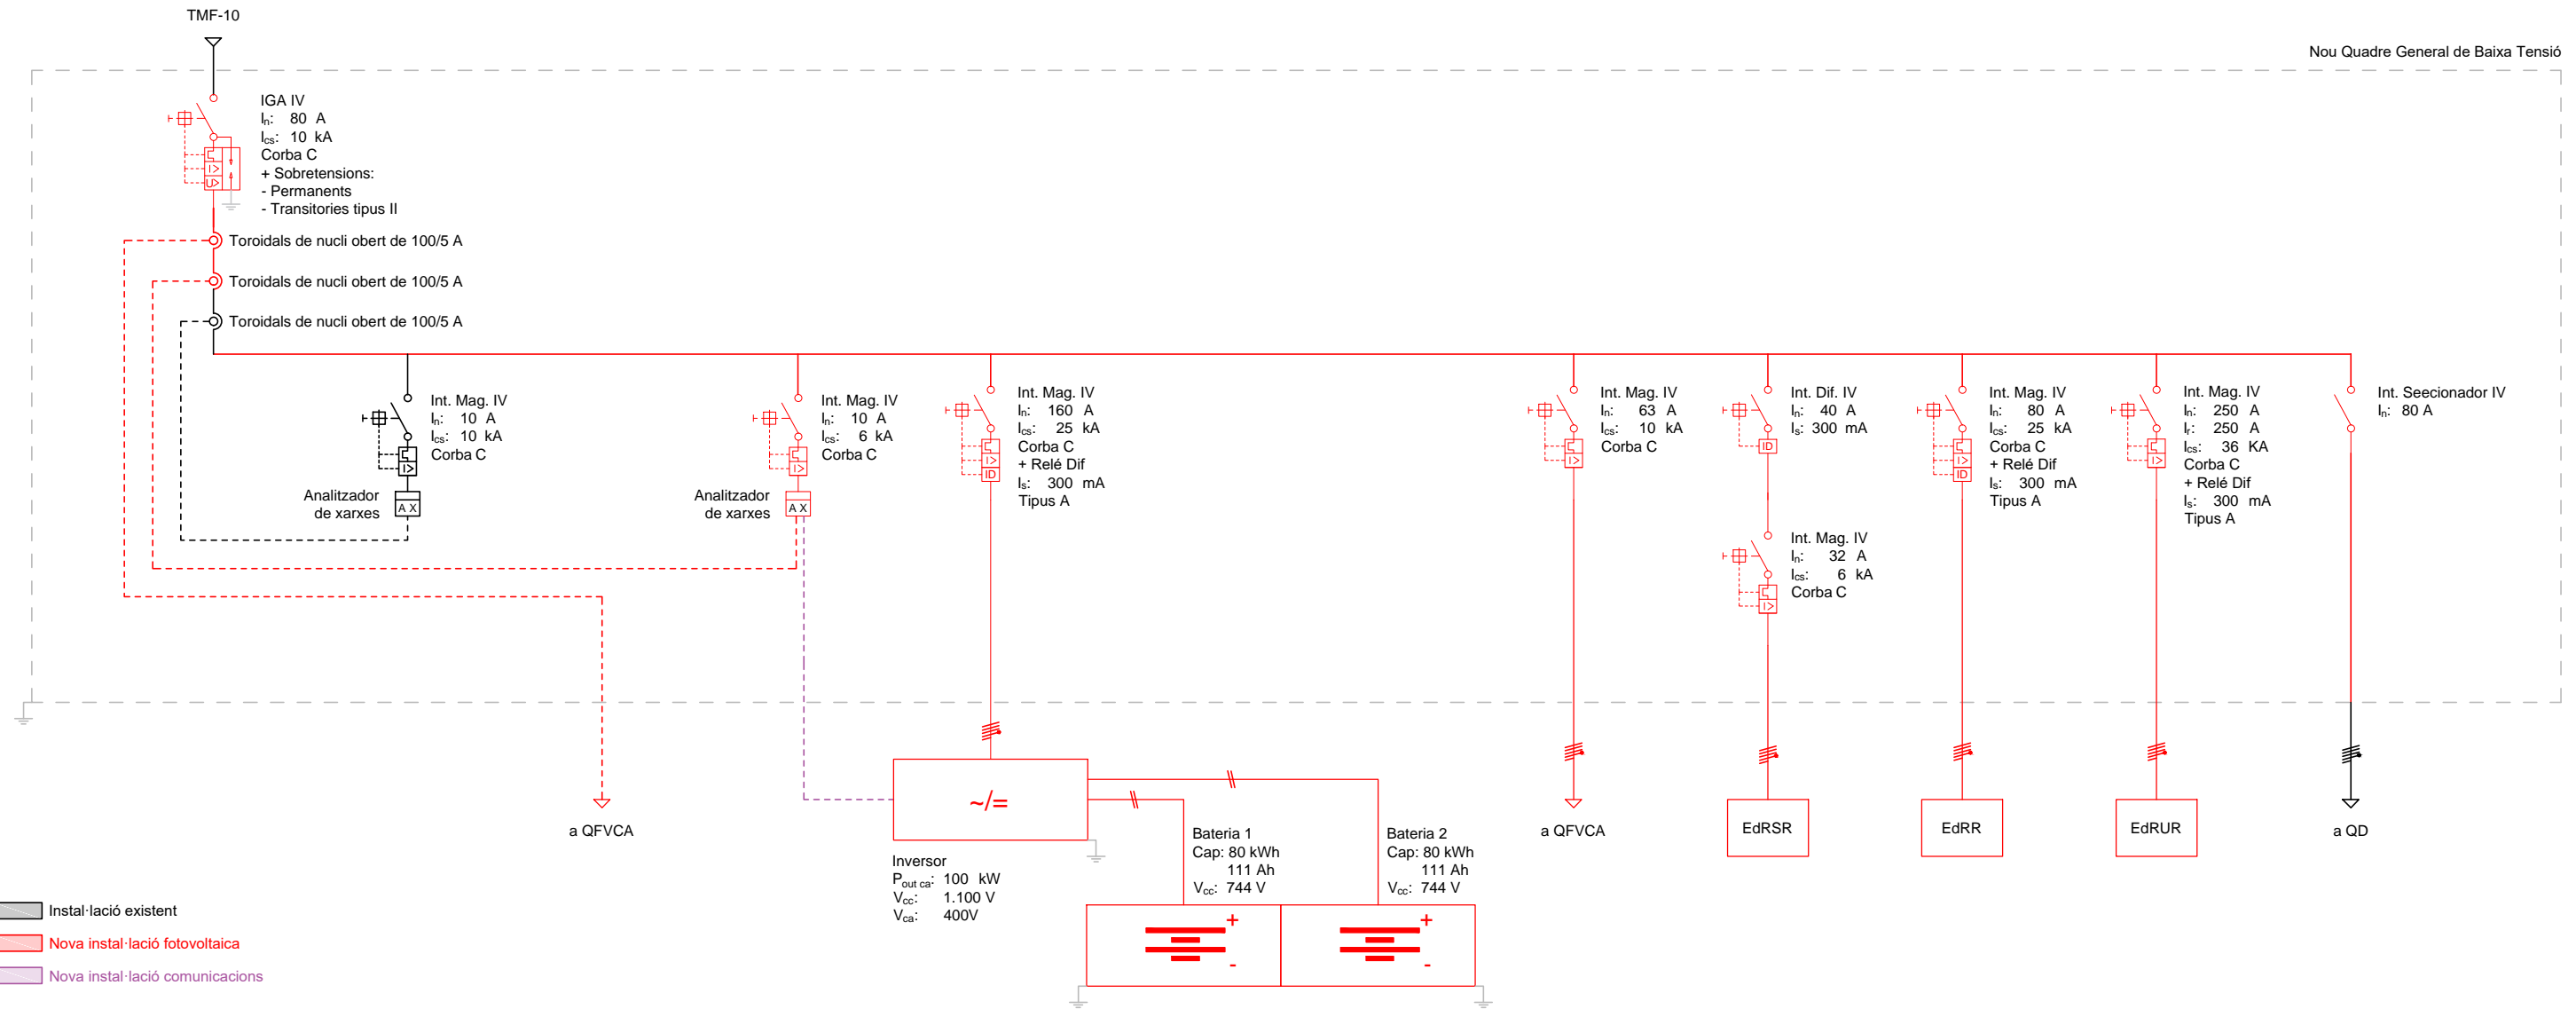 TMF-10
Nou Quadre General de Baixa Tensió
IGA IV
In: 80 A
Ics: 10 kA
Corba C
+ Sobretensions:
- Permanents
- Transitories tipus II
I>
U>
Toroidals de nucli obert de 100/5 A
Toroidals de nucli obert de 100/5 A
Toroidals de nucli obert de 100/5 A
Int. Mag. IV
In: 10 A
Ics: 10 kA
Corba C
I>
Analitzador
de xarxes
A X
Int. Mag. IV
In: 10 A
Ics: 6 kA
Corba C
I>
Analitzador
de xarxes
A X
Int. Mag. IV
In: 160 A
Ics: 25 kA
Corba C
+ Relé Dif
Is: 300 mA
Tipus A
I>
ID
Int. Mag. IV
In: 63 A
Ics: 10 kA
Corba C
I>
Int. Dif. IV
In: 40 A
Is: 300 mA
ID
Int. Mag. IV
In: 32 A
Ics: 6 kA
Corba C
I>
Int. Mag. IV
In: 80 A
Ics: 25 kA
Corba C
+ Relé Dif
Is: 300 mA
Tipus A
I>
ID
Int. Mag. IV
In: 250 A
Ir: 250 A
Ics: 36 KA
Corba C
+ Relé Dif
Is: 300 mA
Tipus A
I>
Int. Seecionador IV
In: 80 A
a QFVCA
~/=
Inversor
Pout ca: 100 kW
Vcc: 1.100 V
Vca: 400V
Bateria 1
Cap: 80 kWh
111 Ah
Vcc: 744 V
+
-
Bateria 2
Cap: 80 kWh
111 Ah
Vcc: 744 V
+
-
a QFVCA
EdRSR
EdRR
EdRUR
a QD
Instal·lació existent
Nova instal·lació fotovoltaica
Nova instal·lació comunicacions